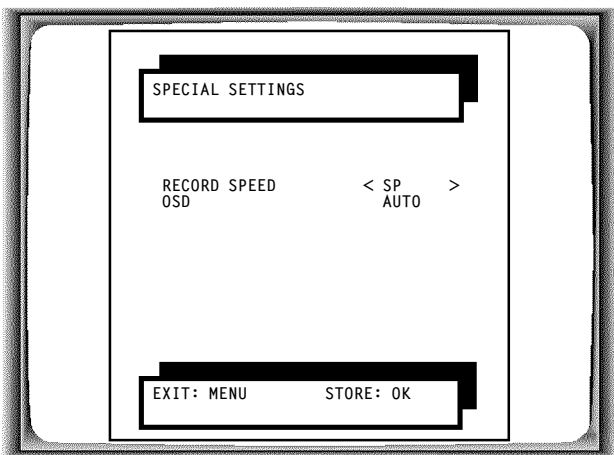 SPECIAL SETTINGS
RECORD SPEED < SP >
OSD AUTO
EXIT: MENU STORE: OK